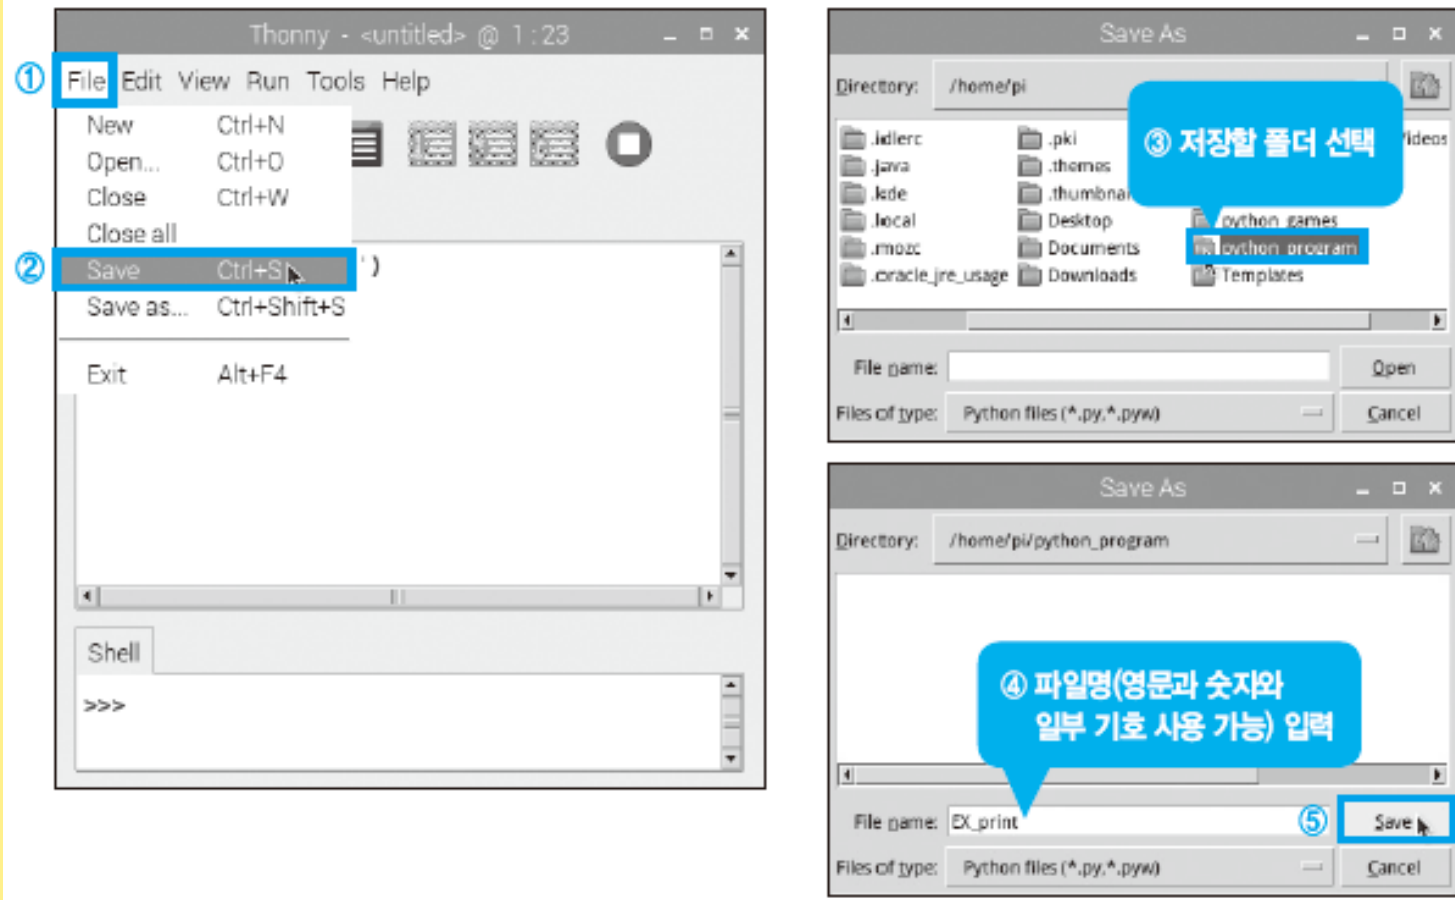 Thonny - <untitled> @ 1 : 23
① File Edit View Run Tools Help
New Ctrl+N
Open... Ctrl+O
Close Ctrl+W
Close all
② Save Ctrl+S
')
Save as... Ctrl+Shift+S
Exit Alt+F4
Shell
>>>
Save As
Directory: /home/pi
③ 저장할 폴더 선택
.idlerc .pki ideos
.java .themes
.kde .thumbna
.local Desktop python_games
.mozc Documents python_program
.oracle_jre_usage Downloads Templates
File name: Open
Files of type: Python files (*.py,*.pyw) Cancel
Save As
Directory: /home/pi/python_program
④ 파일명(영문과 숫자와
일부 기호 사용 가능) 입력
File name: EX_print ⑤ Save
Files of type: Python files (*.py,*.pyw) Cancel